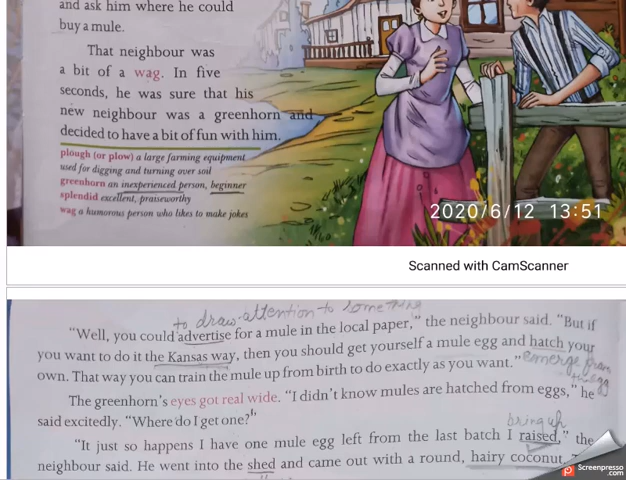 and ask him where he could
buy a mule.
That neighbour was
a bit of a wag. In five
seconds, he was sure that his
new neighbour was a greenhorn and
decided to have a bit of fun with him.
plough (or plow) a large farming equipment
used for digging and turning over soil
greenhorn an inexperienced person, beginner
splendid excellent, praiseworthy
wag a humorous person who likes to make jokes
2020/6/12 13:51
Scanned with CamScanner
to draw attention to something
"Well, you could advertise for a mule in the local paper," the neighbour said. "But if
you want to do it the Kansas way, then you should get yourself a mule egg and hatch your
own. That way you can train the mule up from birth to do exactly as you want." emerge from
the egg
The greenhorn's eyes got real wide. "I didn't know mules are hatched from eggs," he
said excitedly. "Where do I get one?"
bring up
"It just so happens I have one mule egg left from the last batch I raised," the
neighbour said. He went into the shed and came out with a round, hairy coconut.
Screenpresso
.com